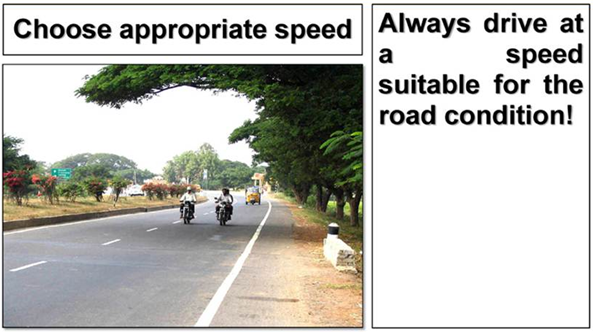 Choose appropriate speed
Always drive at
a speed
suitable for the
road condition!